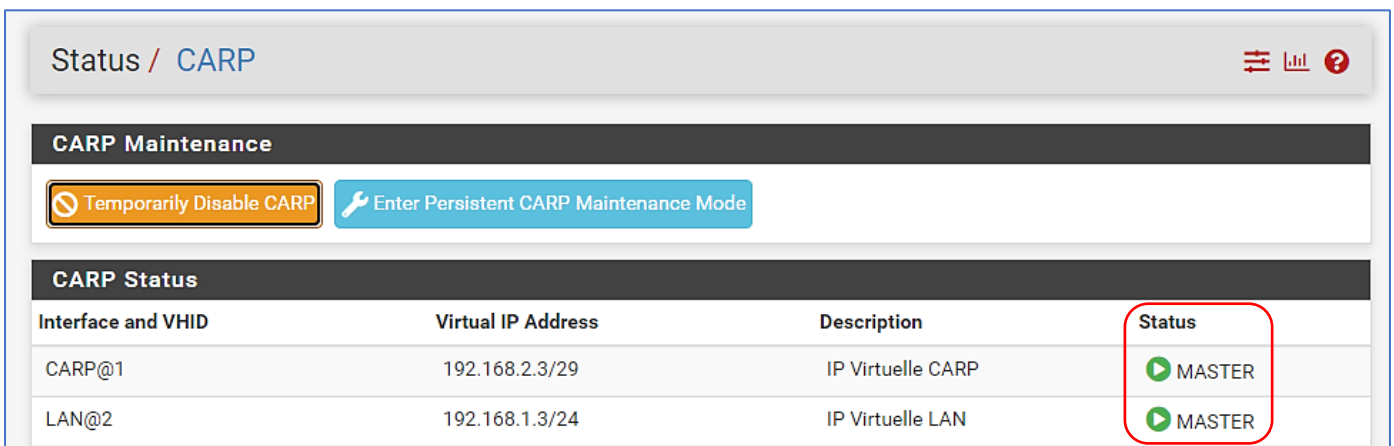 Status / CARP
CARP Maintenance
Temporarily Disable CARP Enter Persistent CARP Maintenance Mode
CARP Status
Interface and VHID Virtual IP Address Description Status
CARP@1 192.168.2.3/29 IP Virtuelle CARP MASTER
LAN@2 192.168.1.3/24 IP Virtuelle LAN MASTER